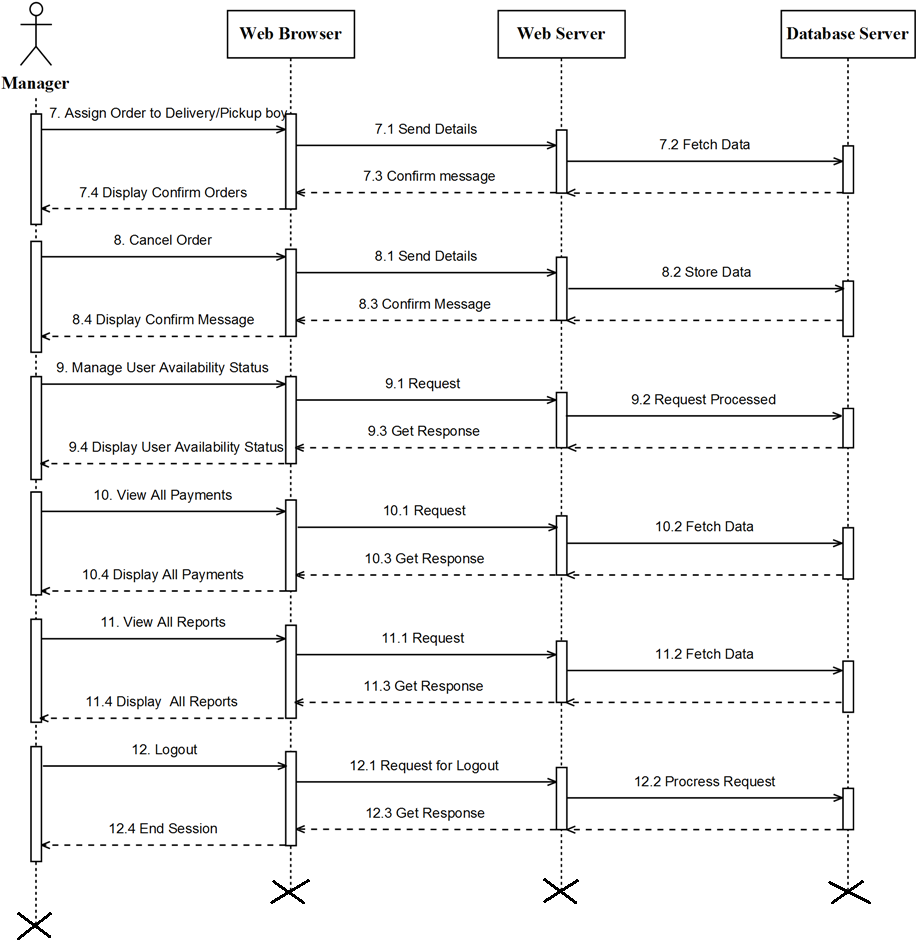 Manager
Web Browser
Web Server
Database Server
7. Assign Order to Delivery/Pickup boy
7.1 Send Details
7.2 Fetch Data
7.3 Confirm message
7.4 Display Confirm Orders
8. Cancel Order
8.1 Send Details
8.2 Store Data
8.3 Confirm Message
8.4 Display Confirm Message
9. Manage User Availability Status
9.1 Request
9.2 Request Processed
9.3 Get Response
9.4 Display User Availability Status
10. View All Payments
10.1 Request
10.2 Fetch Data
10.3 Get Response
10.4 Display All Payments
11. View All Reports
11.1 Request
11.2 Fetch Data
11.3 Get Response
11.4 Display  All Reports
12. Logout
12.1 Request for Logout
12.2 Procress Request
12.3 Get Response
12.4 End Session